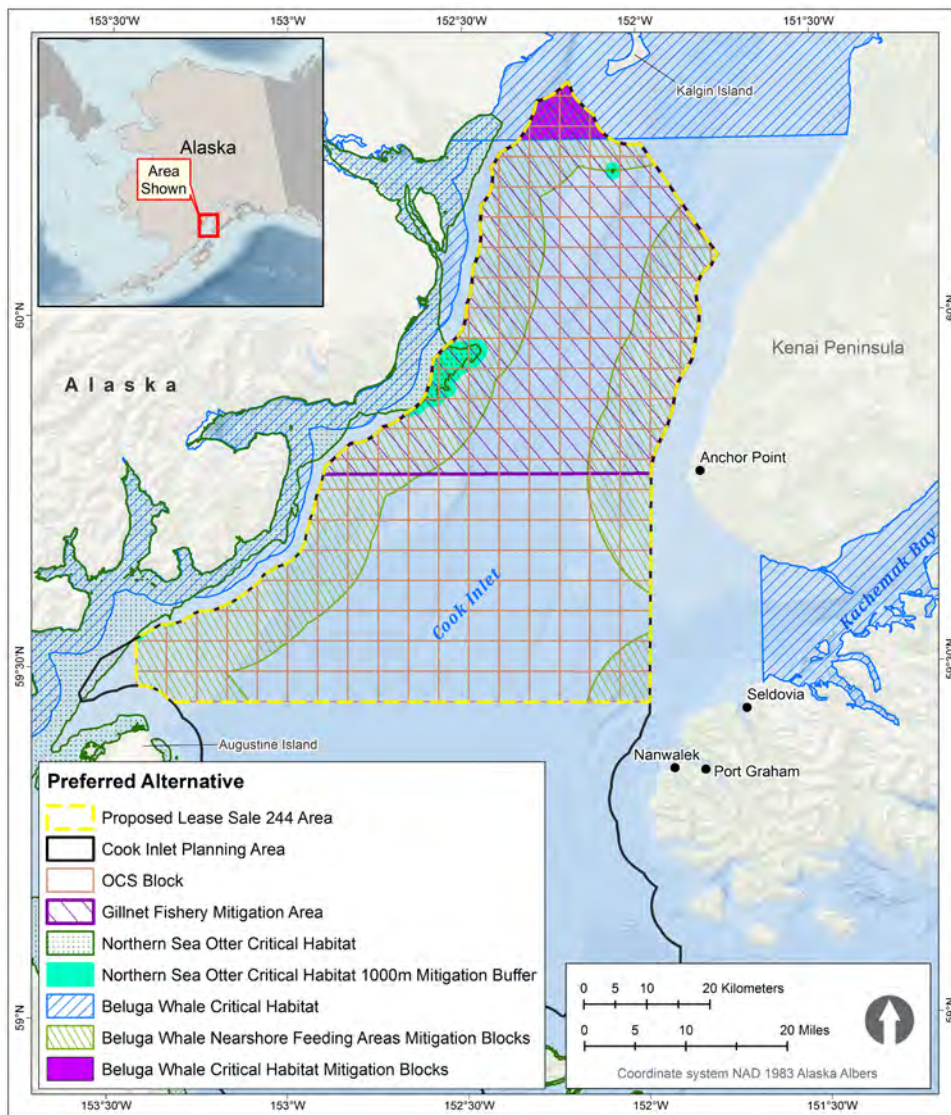 153°30'W
153°W
152°30'W
152°W
151°30'W
Kalgin Island
Alaska
Area
Shown
60°N
60°N
Kenai Peninsula
Alaska
Anchor Point
Kachemak Bay
Cook Inlet
59°30'N
59°30'N
Seldovia
Augustine Island
Nanwalek
Port Graham
Preferred Alternative
Proposed Lease Sale 244 Area
Cook Inlet Planning Area
OCS Block
Gillnet Fishery Mitigation Area
Northern Sea Otter Critical Habitat
Northern Sea Otter Critical Habitat 1000m Mitigation Buffer
Beluga Whale Critical Habitat
Beluga Whale Nearshore Feeding Areas Mitigation Blocks
Beluga Whale Critical Habitat Mitigation Blocks
0 5 10 20 Kilometers
0 5 10 20 Miles
Coordinate system NAD 1983 Alaska Albers
59°N
59°N
153°30'W
153°W
152°30'W
152°W
151°30'W